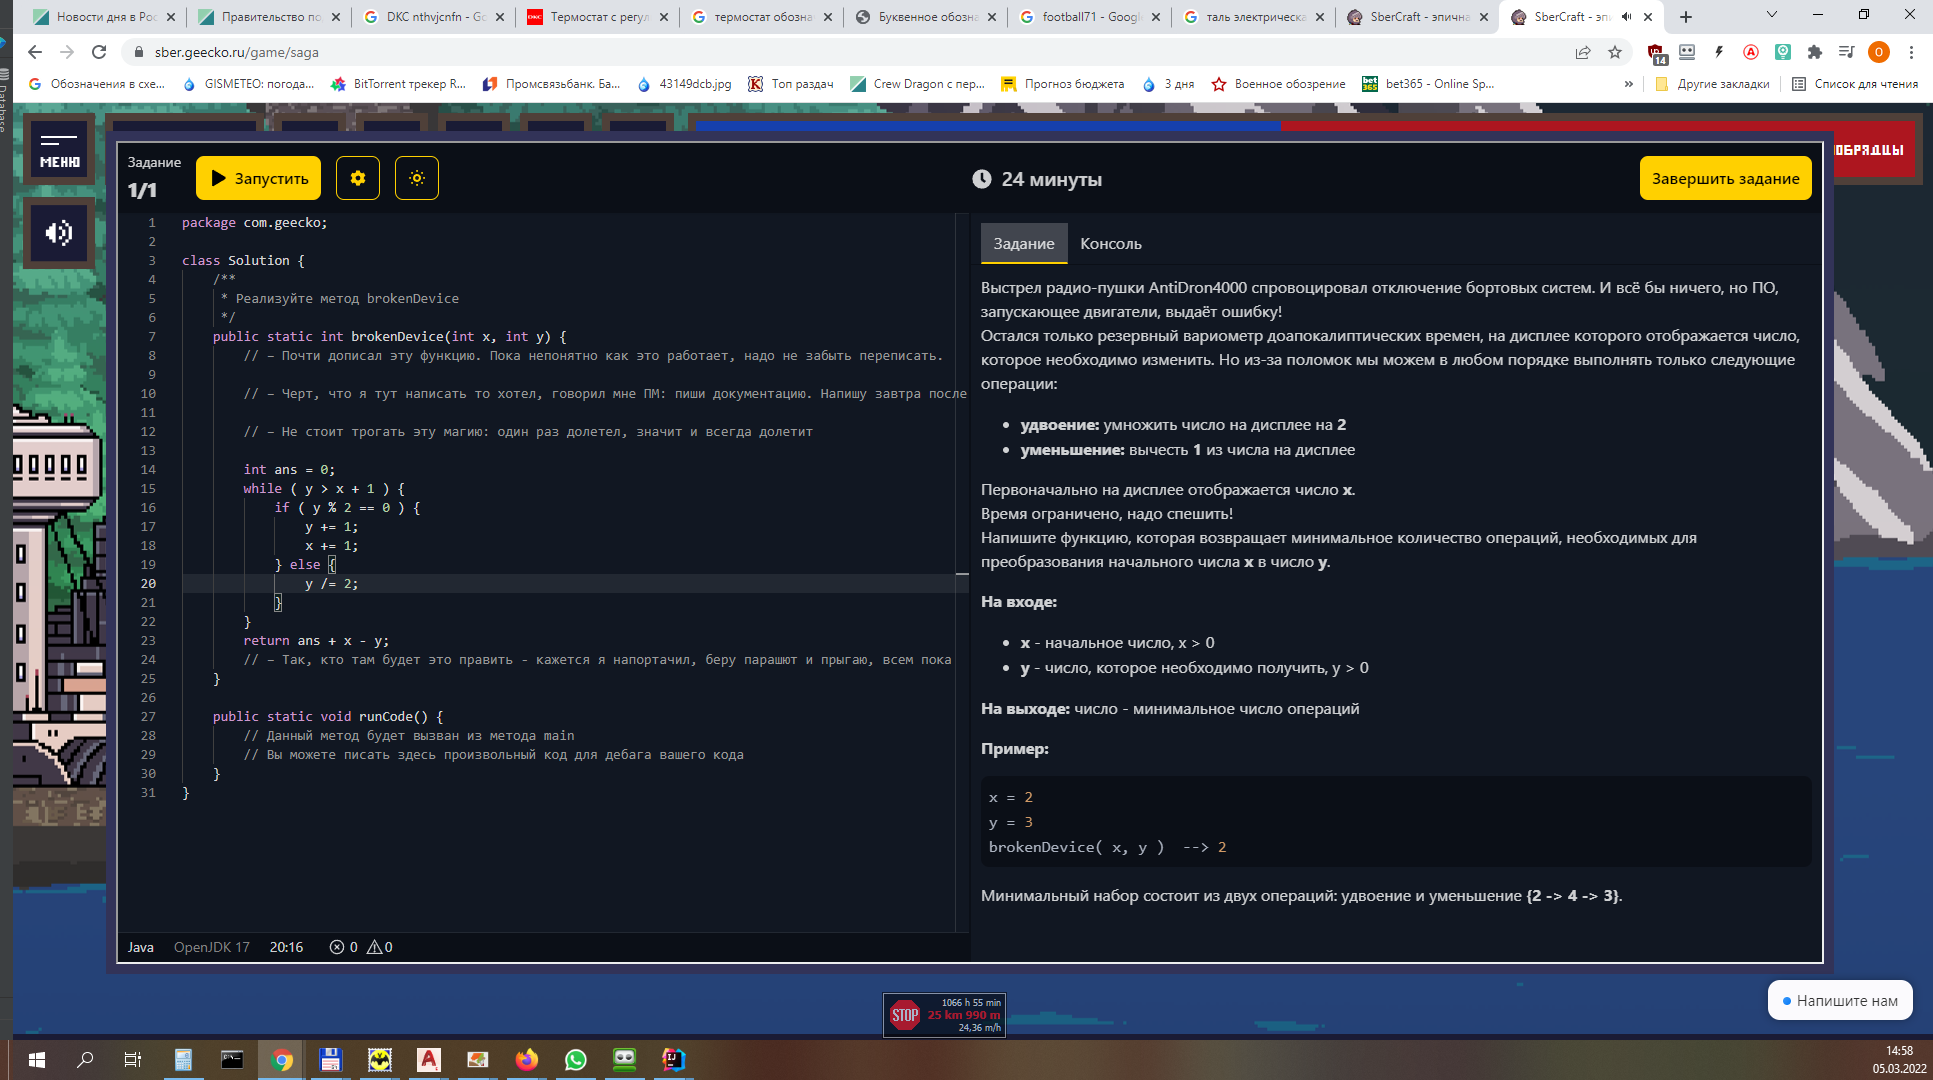 Новости дня в Рос
Правительство по
DKC nthvjcnfn - Go
Термостат с регул
термостат обозна
Буквенное обозна
football71 - Google
таль электрическа
SberCraft - эпична
SberCraft - эпи
sber.geecko.ru/game/saga
14
О
Обозначения в схе...
GISMETEO: погода...
BitTorrent трекер R...
Промсвязьбанк. Ба...
43149dcb.jpg
Топ раздач
Crew Dragon с пер...
Прогноз бюджета
3 дня
Военное обозрение
bet365 - Online Sp...
»
Другие закладки
Список для чтения
Database
МЕНЮ
ОБРЯДЦЫ
Задание
1/1
Запустить
24 минуты
Завершить задание
1 package com.geecko;
2
3 class Solution {
4 /**
5 * Реализуйте метод brokenDevice
6 */
7 public static int brokenDevice(int x, int y) {
8 // – Почти дописал эту функцию. Пока непонятно как это работает, надо не забыть переписать.
9
10 // – Черт, что я тут написать то хотел, говорил мне ПМ: пиши документацию. Напишу завтра после
11
12 // – Не стоит трогать эту магию: один раз долетел, значит и всегда долетит
13
14 int ans = 0;
15 while ( y > x + 1 ) {
16 if ( y % 2 == 0 ) {
17 y += 1;
18 x += 1;
19 } else {
20 y /= 2;
21 }
22 }
23 return ans + x - y;
24 // – Так, кто там будет это править - кажется я напортачил, беру парашют и прыгаю, всем пока
25 }
26
27 public static void runCode() {
28 // Данный метод будет вызван из метода main
29 // Вы можете писать здесь произвольный код для дебага вашего кода
30 }
31 }
Java OpenJDK 17 20:16 0 0
Задание Консоль
Выстрел радио-пушки AntiDron4000 спровоцировал отключение бортовых систем. И всё бы ничего, но ПО,
запускающее двигатели, выдаёт ошибку!
Остался только резервный вариометр доапокалиптических времен, на дисплее которого отображается число,
которое необходимо изменить. Но из-за поломок мы можем в любом порядке выполнять только следующие
операции:
• удвоение: умножить число на дисплее на 2
• уменьшение: вычесть 1 из числа на дисплее
Первоначально на дисплее отображается число x.
Время ограничено, надо спешить!
Напишите функцию, которая возвращает минимальное количество операций, необходимых для
преобразования начального числа x в число y.
На входе:
• x - начальное число, x > 0
• y - число, которое необходимо получить, y > 0
На выходе: число - минимальное число операций
Пример:
x = 2
y = 3
brokenDevice( x, y ) --> 2
Минимальный набор состоит из двух операций: удвоение и уменьшение {2 -> 4 -> 3}.
STOP
1066 h 55 min
25 km 990 m
24,36 m/h
Напишите нам
14:58
05.03.2022